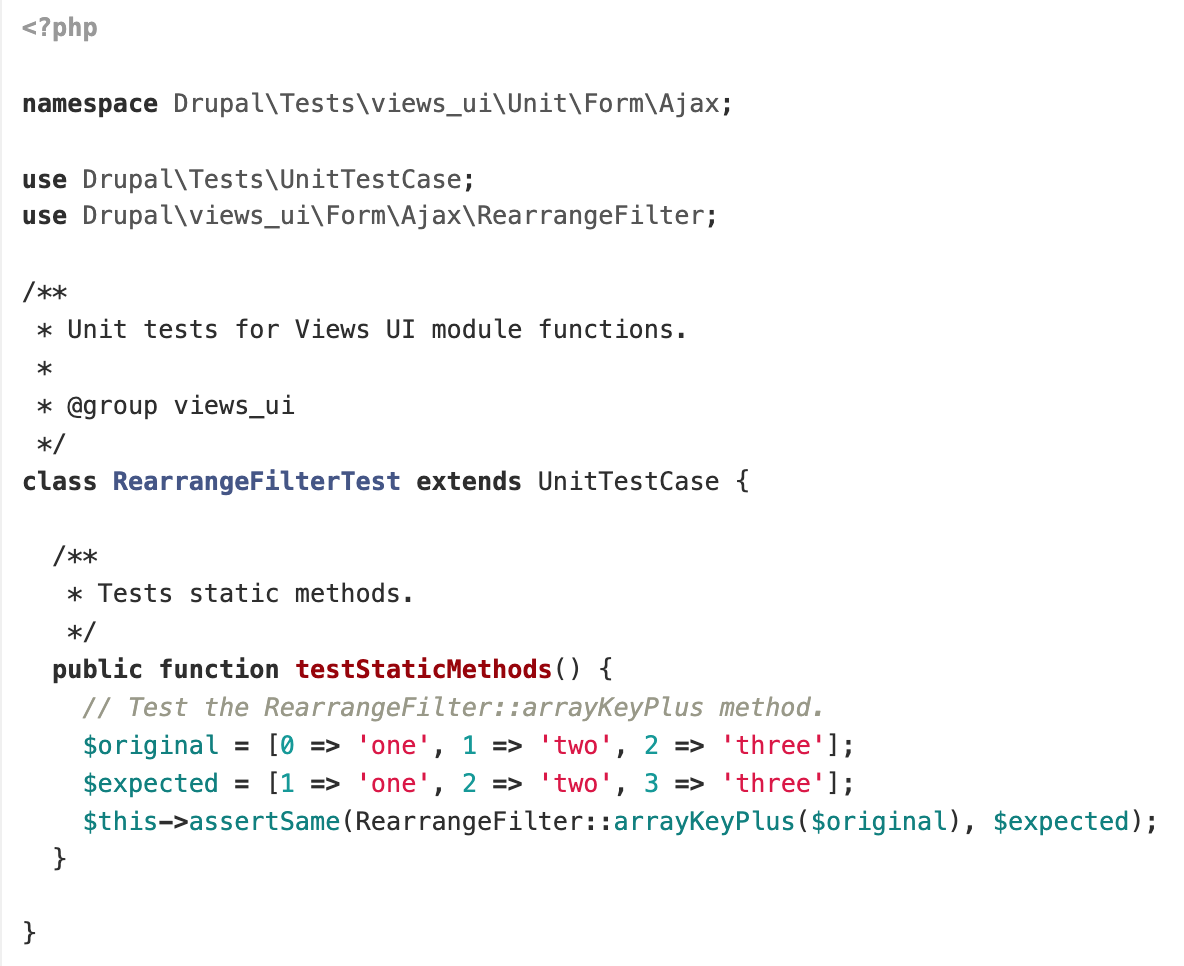 <?php
namespace Drupal\Tests\views_ui\Unit\Form\Ajax;
use Drupal\Tests\UnitTestCase;
use Drupal\views_ui\Form\Ajax\RearrangeFilter;
/**
 * Unit tests for Views UI module functions.
 *
 * @group views_ui
 */
class RearrangeFilterTest extends UnitTestCase {
  /**
   * Tests static methods.
   */
  public function testStaticMethods() {
    // Test the RearrangeFilter::arrayKeyPlus method.
    $original = [0 => 'one', 1 => 'two', 2 => 'three'];
    $expected = [1 => 'one', 2 => 'two', 3 => 'three'];
    $this->assertSame(RearrangeFilter::arrayKeyPlus($original), $expected);
  }
}